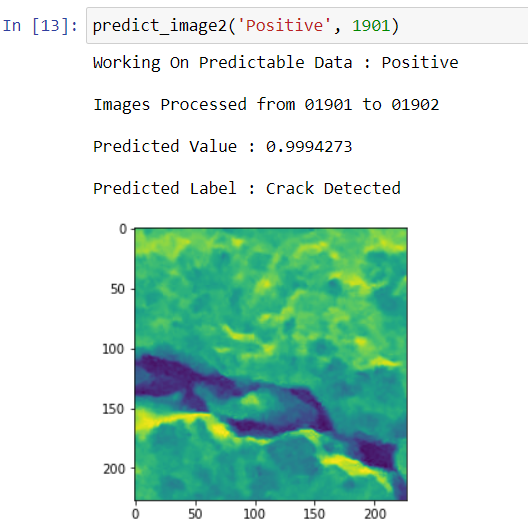 In [13]: predict_image2('Positive', 1901)
Working On Predictable Data : Positive
Images Processed from 01901 to 01902
Predicted Value : 0.9994273
Predicted Label : Crack Detected
0
50
100
150
200
0 50 100 150 200